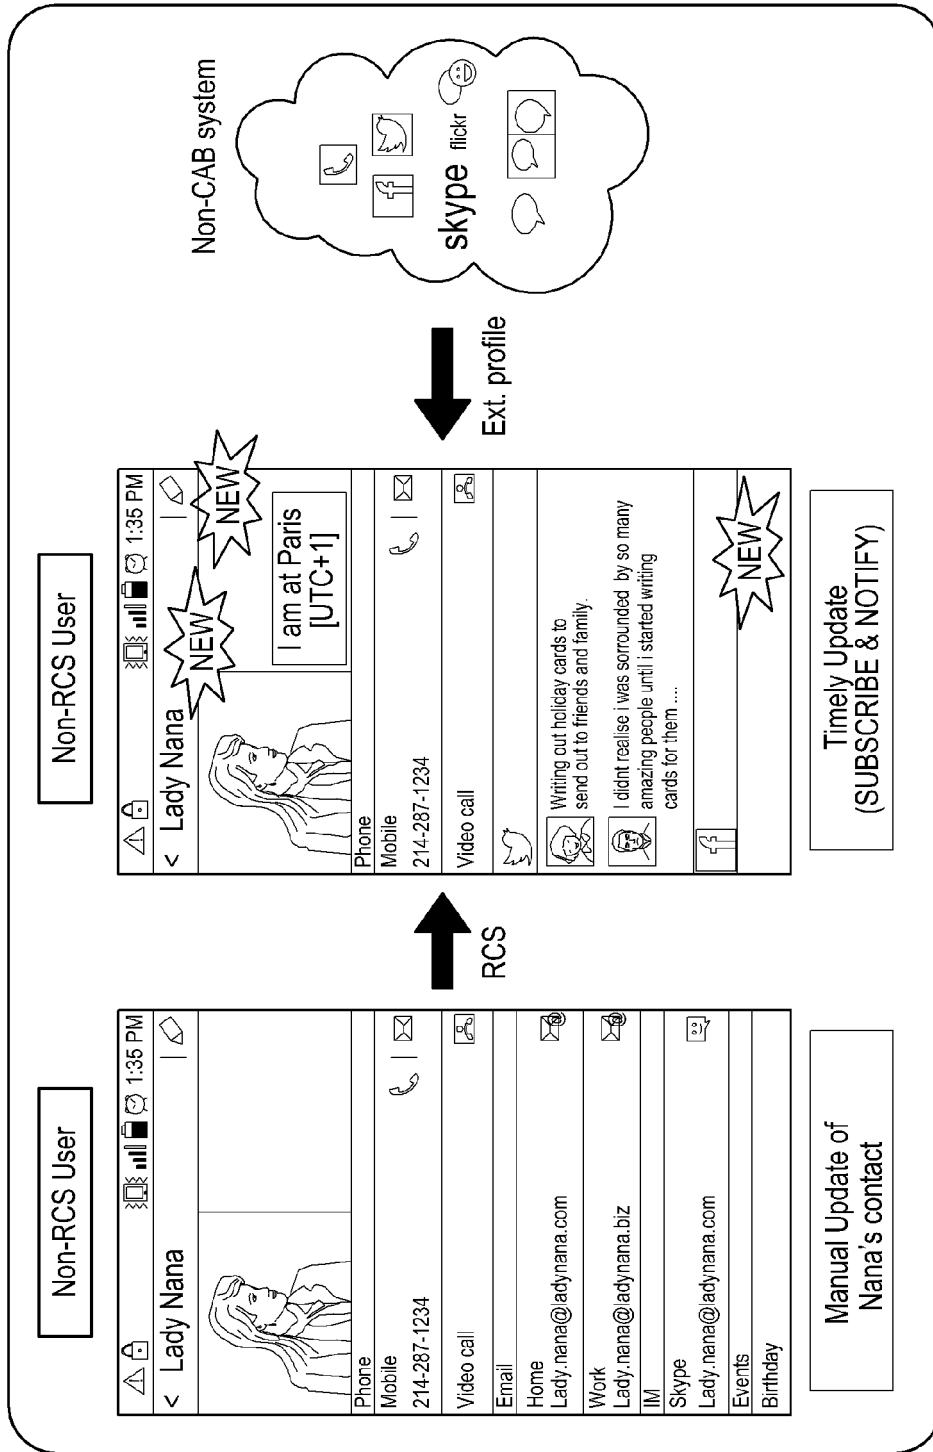 Non-RCS User
1:35 PM
< Lady Nana
Phone
Mobile
214-287-1234
Video call
Email
Home
Lady.nana@ladynana.com
Work
Lady.nana@ladynana.biz
IM
Skype
Lady.nana@ladynana.com
Events
Birthday
Manual Update of
Nana's contact
RCS
Non-RCS User
1:35 PM
< Lady Nana
NEW
NEW
I am at Paris
[UTC+1]
Phone
Mobile
214-287-1234
Video call
Writing out holiday cards to
send out to friends and family.
I didnt realise i was sorrounded by so many
amazing people until i started writing
cards for them ....
f
NEW
Timely Update
(SUBSCRIBE & NOTIFY)
Ext. profile
Non-CAB system
f
skype flickr